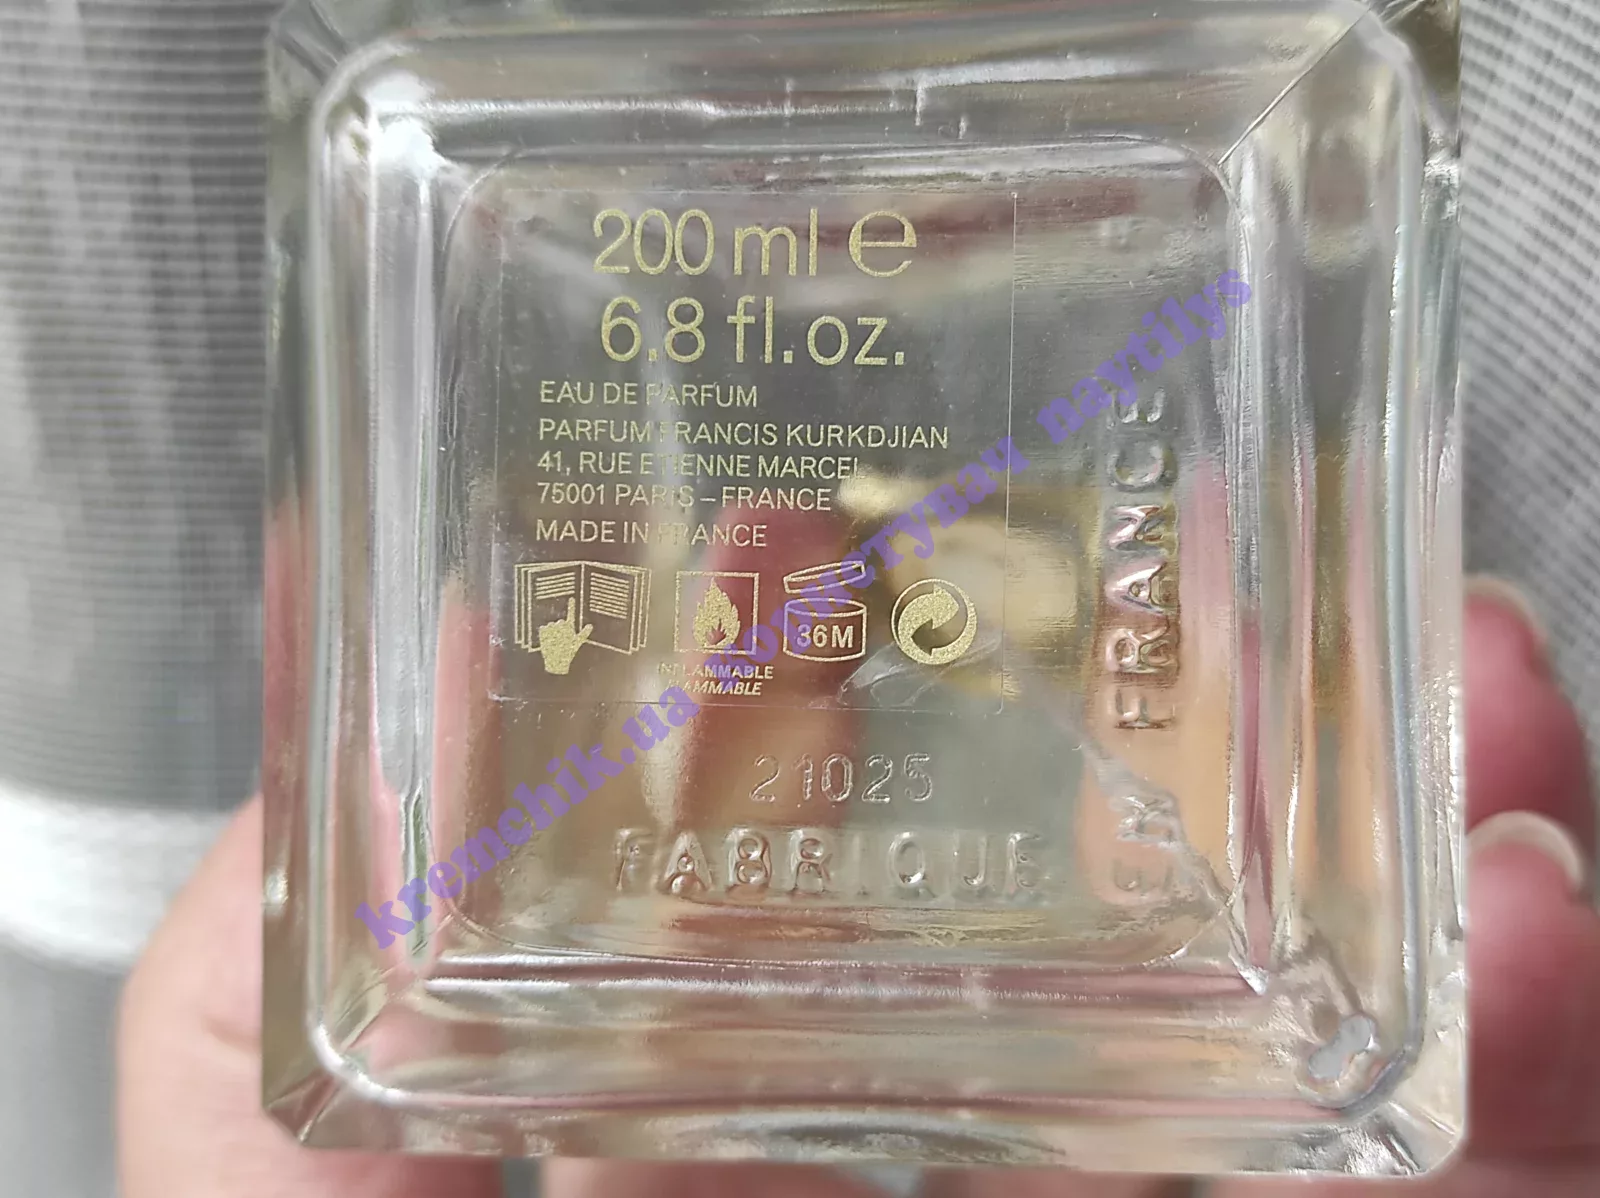 200 ml e
6.8 fl.oz.
EAU DE PARFUM
PARFUM FRANCIS KURKDJIAN
41, RUE ETIENNE MARCEL
75001 PARIS – FRANCE
MADE IN FRANCE
36M
INFLAMMABLE
FLAMMABLE
21025
FABRIQUE
EN FRANCE
kremchik.ua naytilys